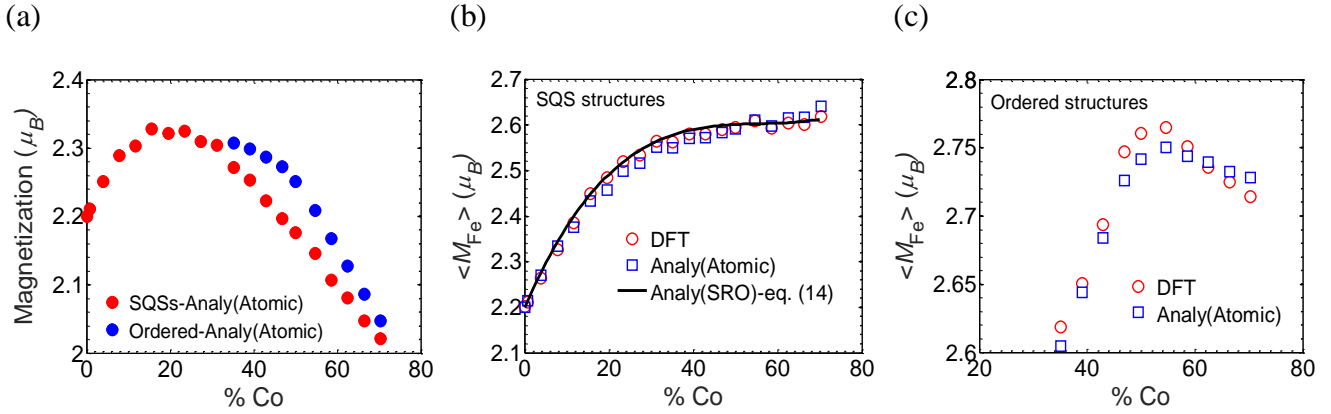 (a)
Magnetization (μB)
2.4
2.3
2.2
2.1
2
0
20
40
60
80
% Co
SQSs-Analy(Atomic)
Ordered-Analy(Atomic)
(b)
<MFe> (μB)
2.7
2.6
2.5
2.4
2.3
2.2
2.1
0
20
40
60
80
% Co
SQS structures
DFT
Analy(Atomic)
Analy(SRO)-eq. (14)
(c)
<MFe> (μB)
2.8
2.75
2.7
2.65
2.6
20
40
60
80
% Co
Ordered structures
DFT
Analy(Atomic)